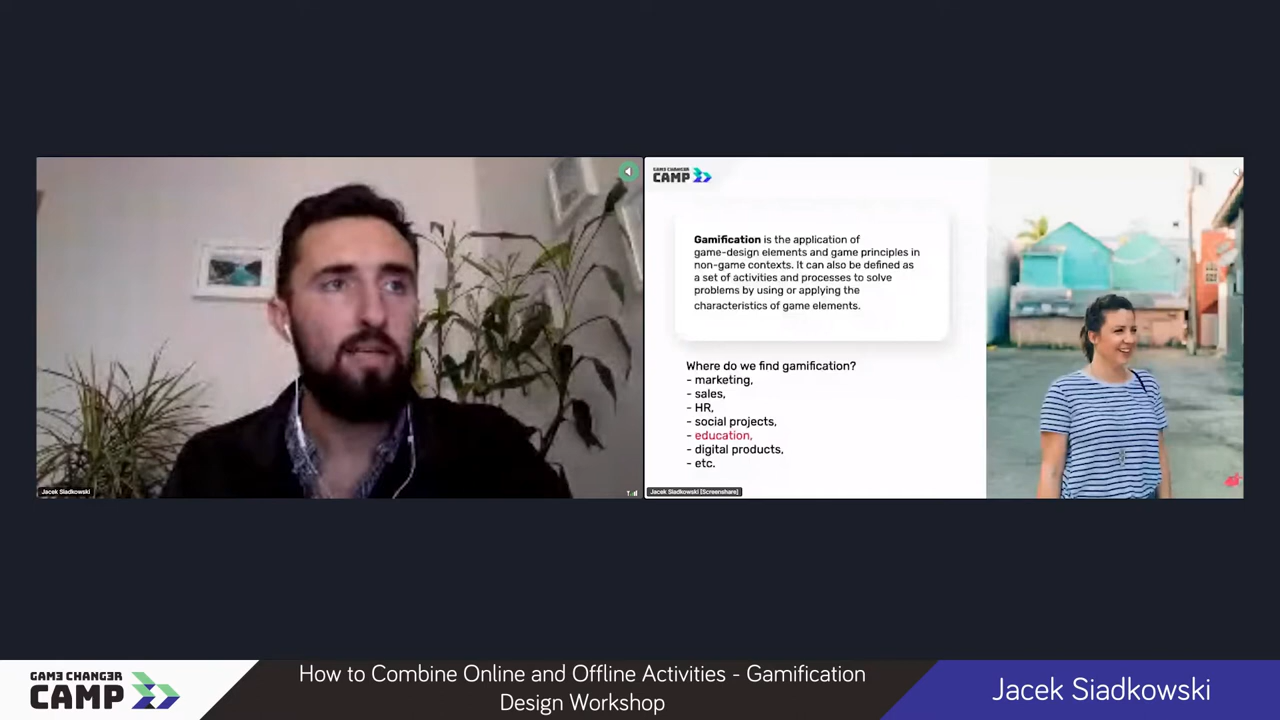 GAME CHANGER
CAMP
Gamification is the application of
game-design elements and game principles in
non-game contexts. It can also be defined as
a set of activities and processes to solve
problems by using or applying the
characteristics of game elements.
Where do we find gamification?
- marketing,
- sales,
- HR,
- social projects,
- education,
- digital products,
- etc.
Jacek Siadkowski
Jacek Siadkowski [Screenshare]
GAM3 CHANG3R
CAMP
How to Combine Online and Offline Activities - Gamification
Design Workshop
Jacek Siadkowski